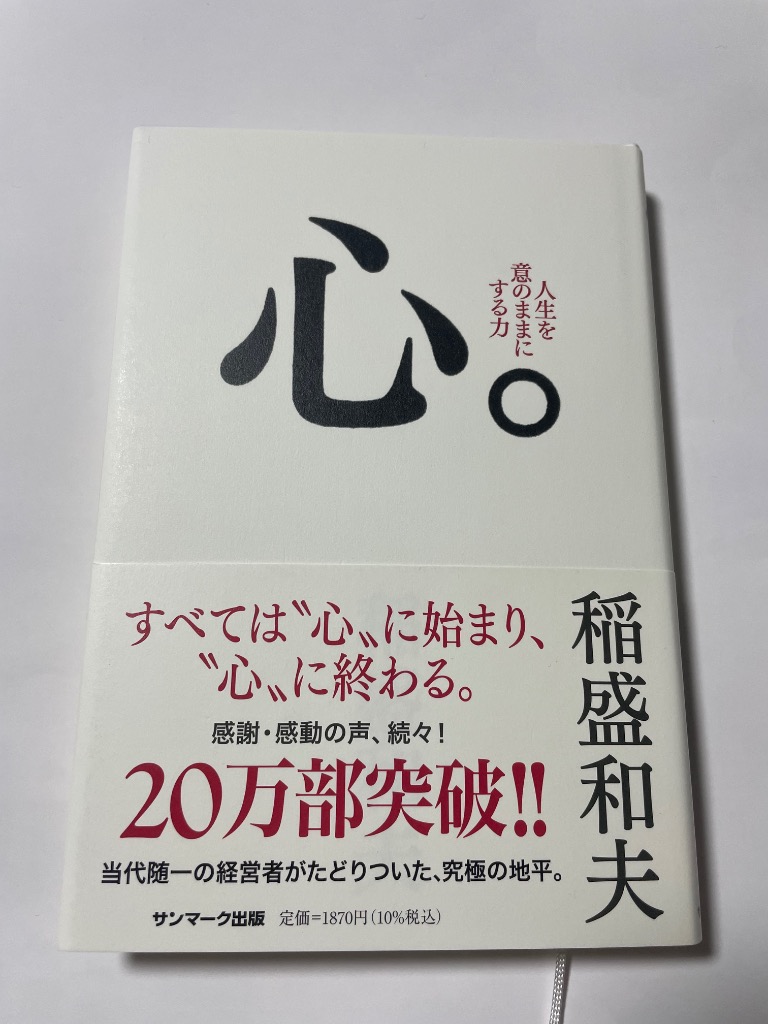 心。
人生を
意のままに
する力
すべては〝心〟に始まり、
〝心〟に終わる。
感謝・感動の声、続々!
20万部突破!!
当代随一の経営者がたどりついた、究極の地平。
稲盛和夫
サンマーク出版 定価=1870円(10%税込)